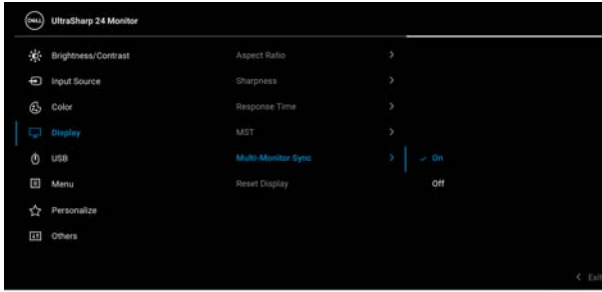 DELL UltraSharp 24 Monitor
Brightness/Contrast
Input Source
Color
Display
USB
Menu
Personalize
Others
Aspect Ratio
Sharpness
Response Time
MST
Multi-Monitor Sync
Reset Display
On
Off
Exit